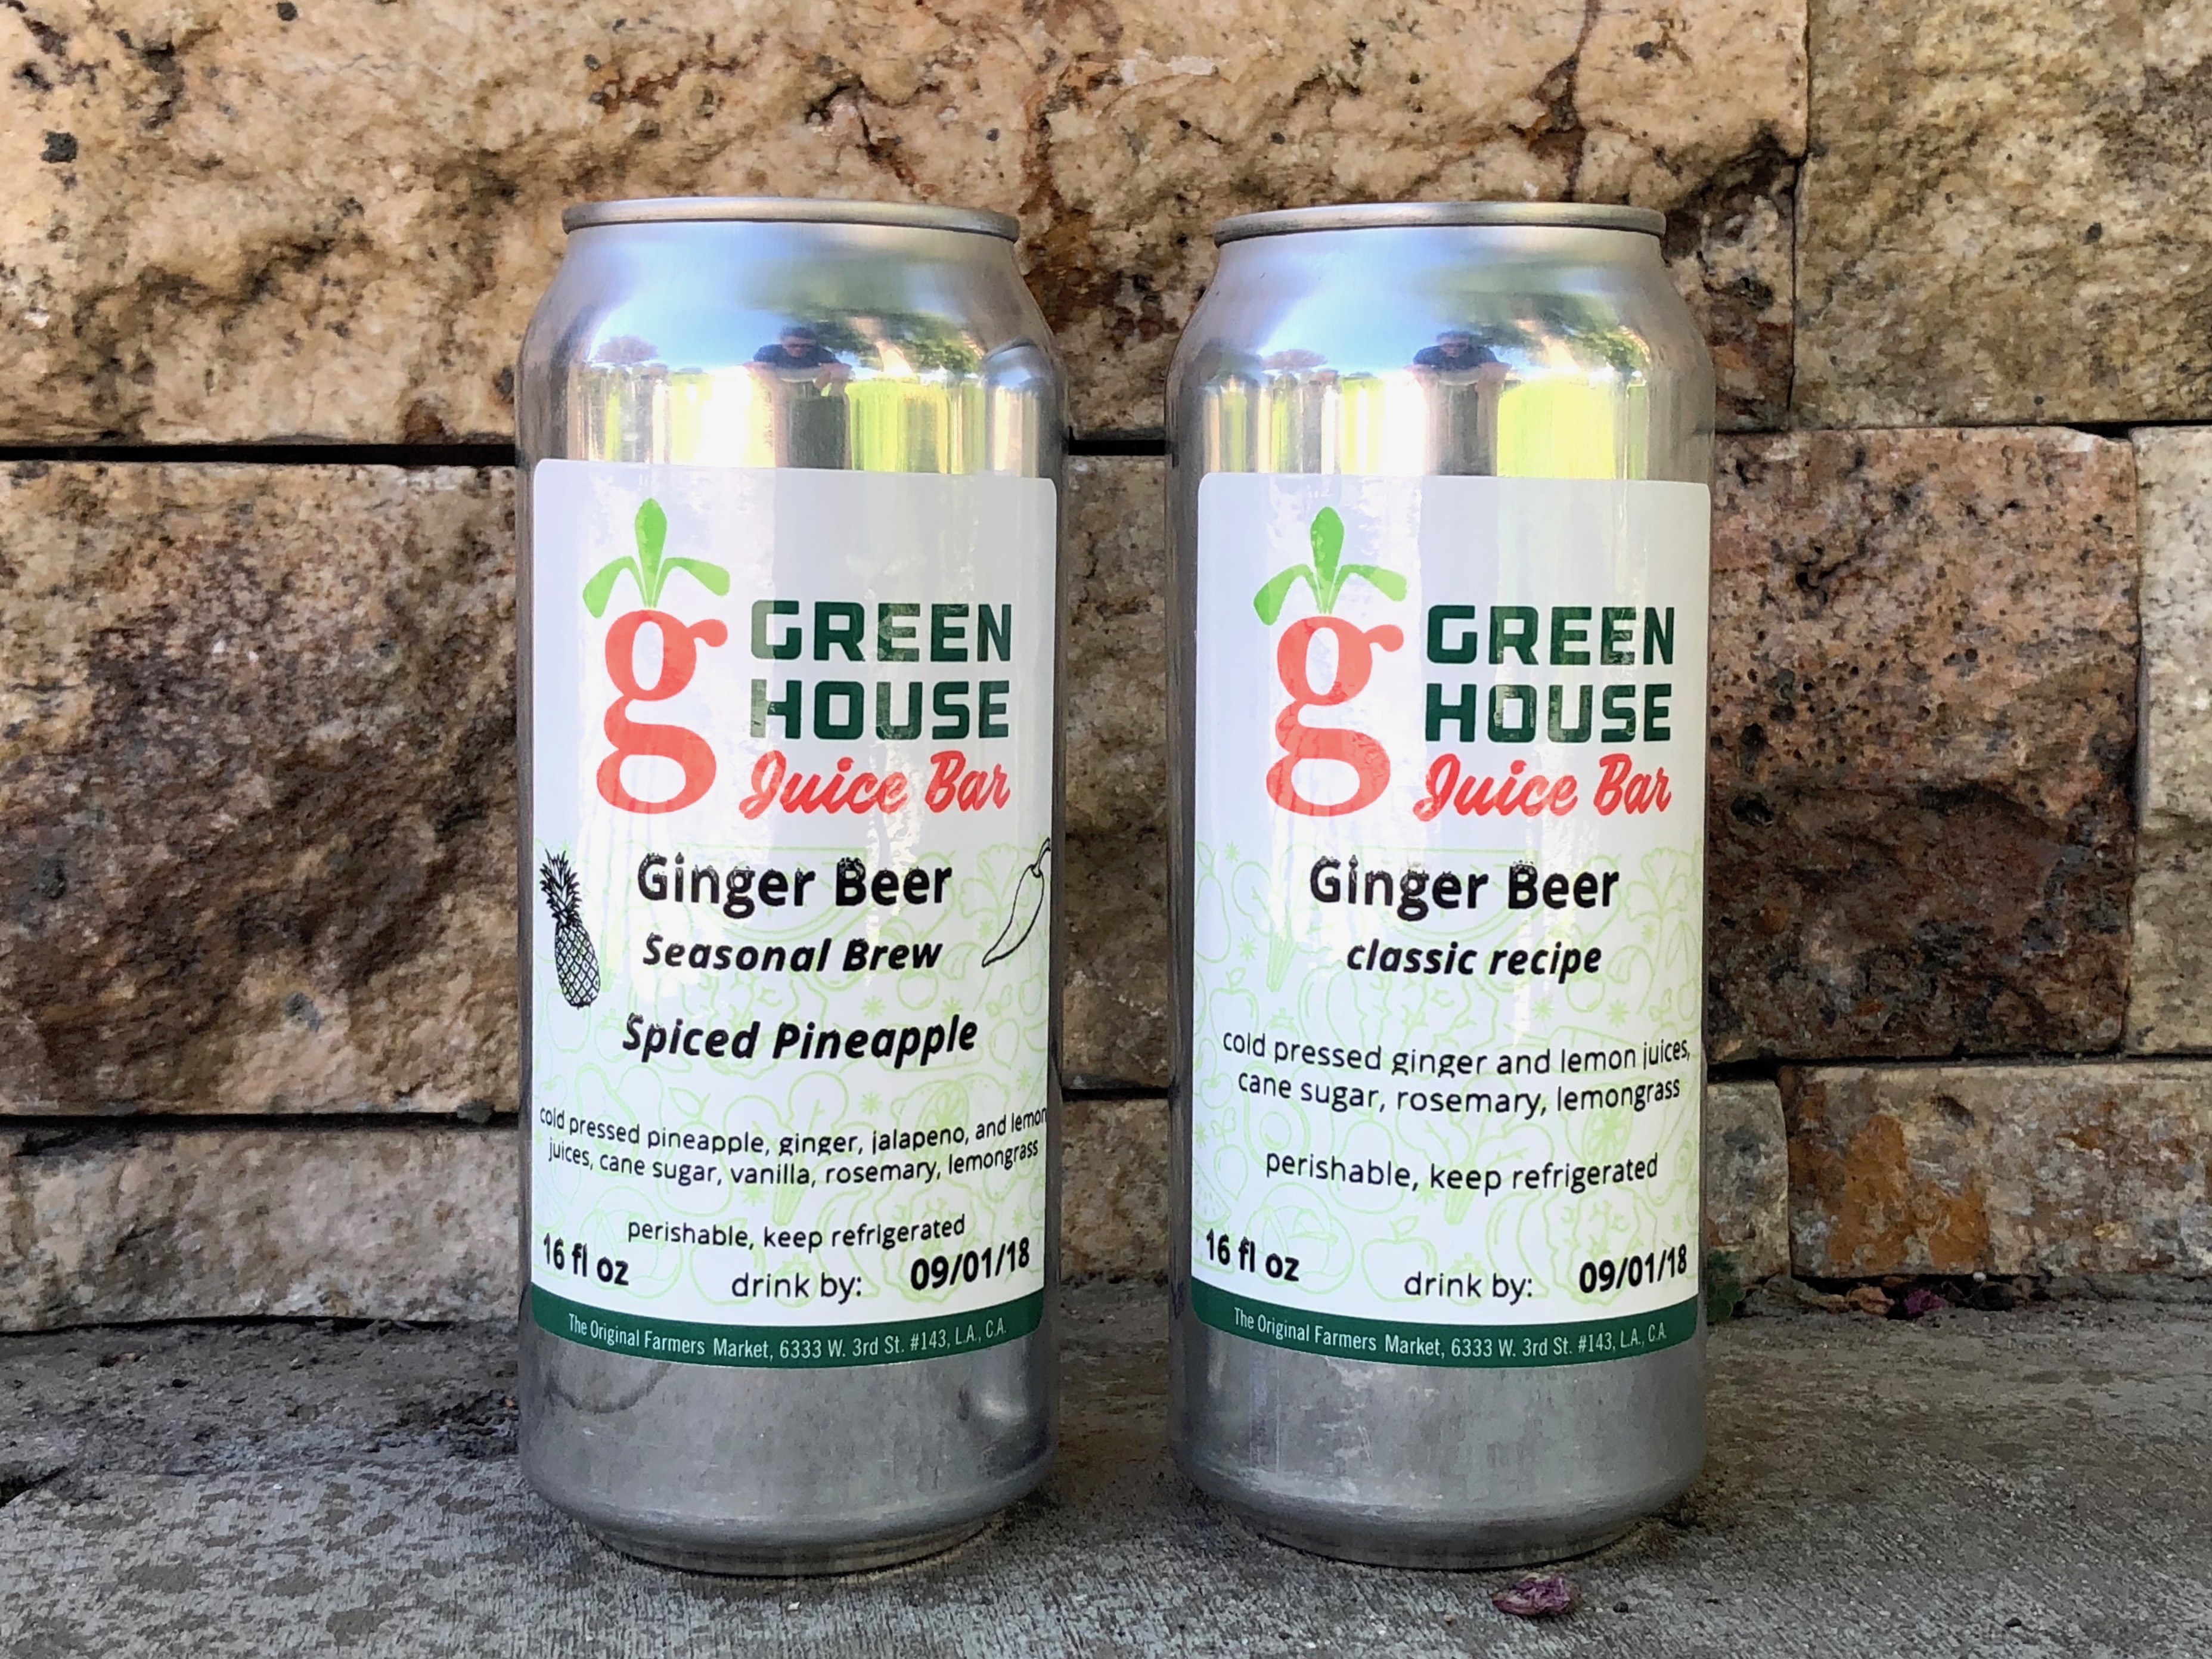 g GREEN
HOUSE
Juice Bar
Ginger Beer
Seasonal Brew
Spiced Pineapple
cold pressed pineapple, ginger, jalapeno, and lemon
juices, cane sugar, vanilla, rosemary, lemongrass
perishable, keep refrigerated
16 fl oz drink by: 09/01/18
The Original Farmers Market, 6333 W. 3rd St. #143, L.A., C.A.
g GREEN
HOUSE
Juice Bar
Ginger Beer
classic recipe
cold pressed ginger and lemon juices,
cane sugar, rosemary, lemongrass
perishable, keep refrigerated
16 fl oz drink by: 09/01/18
The Original Farmers Market, 6333 W. 3rd St. #143, L.A., C.A.